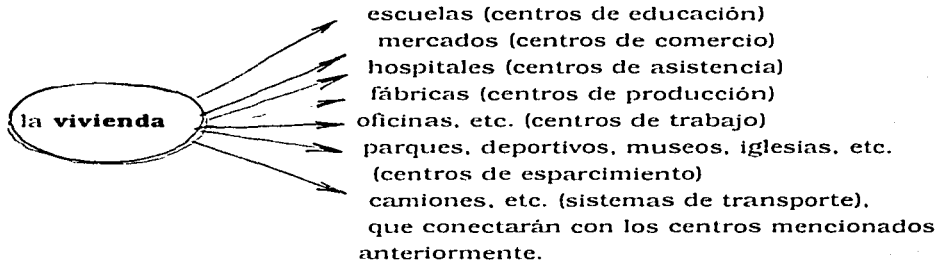 escuelas (centros de educación)
mercados (centros de comercio)
hospitales (centros de asistencia)
fábricas (centros de producción)
la vivienda
oficinas, etc. (centros de trabajo)
parques, deportivos, museos, iglesias, etc.
(centros de esparcimiento)
camiones, etc. (sistemas de transporte),
que conectarán con los centros mencionados
anteriormente.